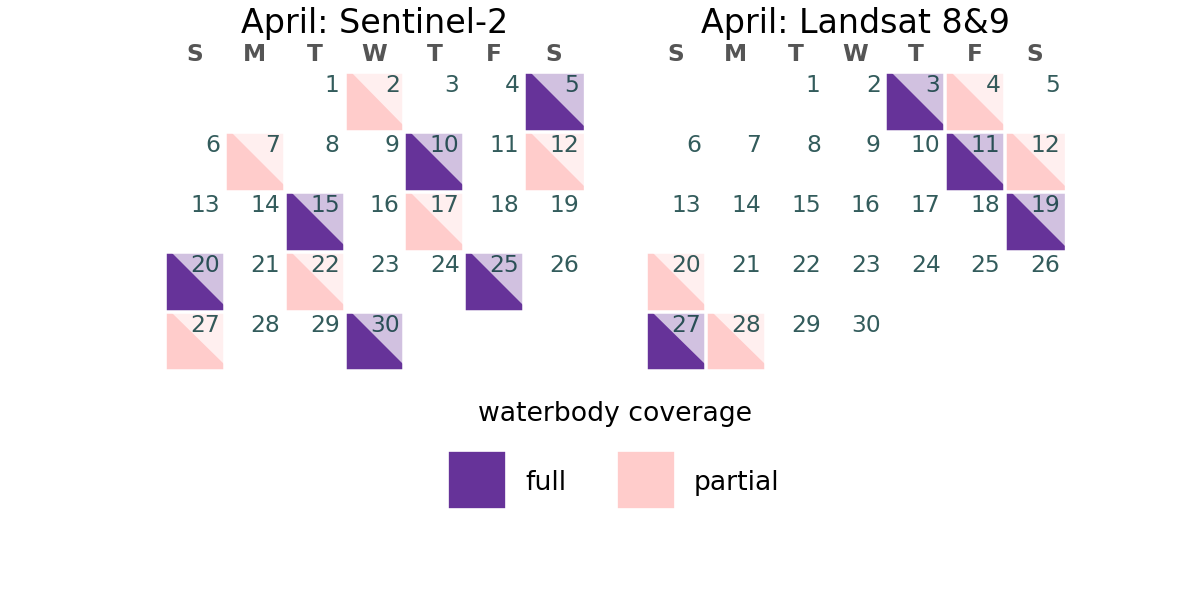 April: Sentinel-2
S M T W T F S
1 2 3 4 5
6 7 8 9 10 11 12
13 14 15 16 17 18 19
20 21 22 23 24 25 26
27 28 29 30
April: Landsat 8&9
S M T W T F S
1 2 3 4 5
6 7 8 9 10 11 12
13 14 15 16 17 18 19
20 21 22 23 24 25 26
27 28 29 30
waterbody coverage
full
partial